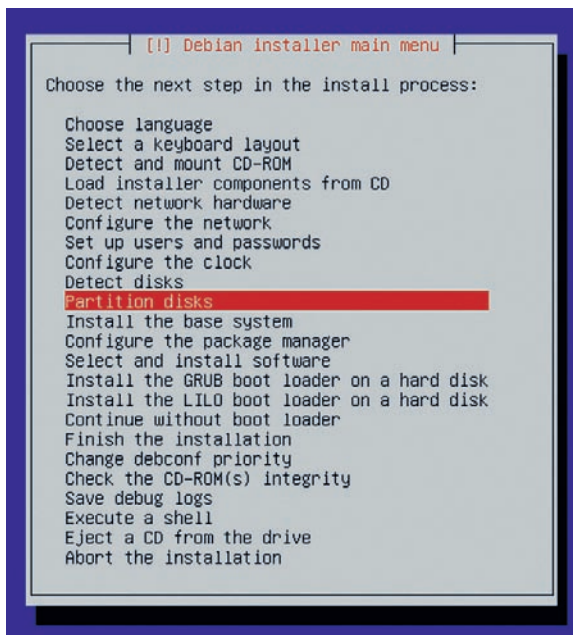 [!] Debian installer main menu
Choose the next step in the install process:
Choose language
Select a keyboard layout
Detect and mount CD-ROM
Load installer components from CD
Detect network hardware
Configure the network
Set up users and passwords
Configure the clock
Detect disks
Partition disks
Install the base system
Configure the package manager
Select and install software
Install the GRUB boot loader on a hard disk
Install the LILO boot loader on a hard disk
Continue without boot loader
Finish the installation
Change debconf priority
Check the CD-ROM(s) integrity
Save debug logs
Execute a shell
Eject a CD from the drive
Abort the installation